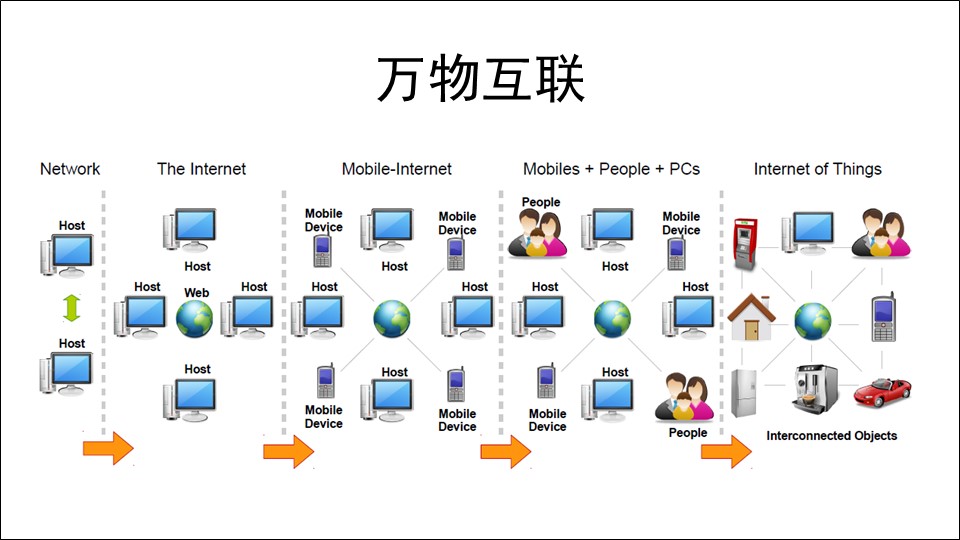 万物互联
Network
The Internet
Mobile-Internet
Mobiles + People + PCs
Internet of Things
Host
Host
Host
Host
Web
Host
Host
Mobile
Device
Host
Mobile
Device
Host
Host
Mobile
Device
Host
Mobile
Device
People
Host
Mobile
Device
Host
Host
Mobile
Device
Host
People
Interconnected Objects